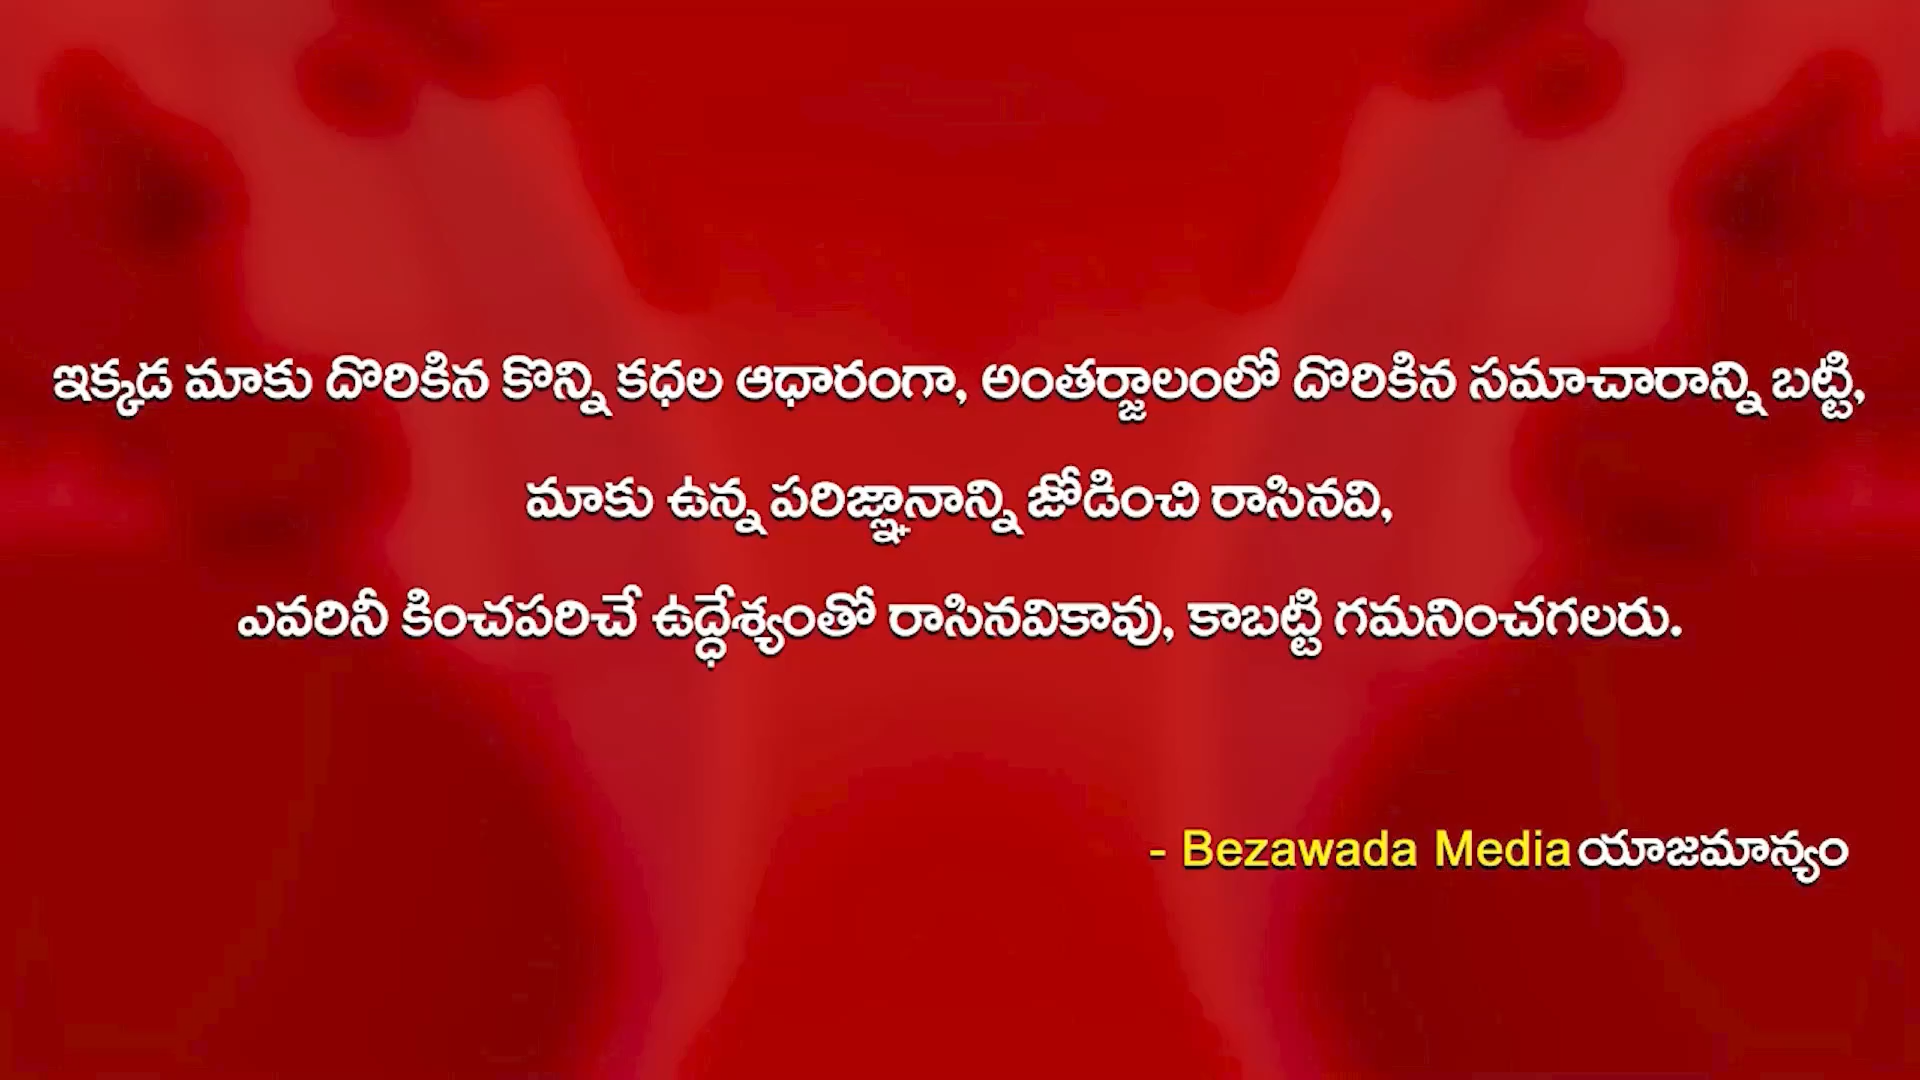 ఇక్కడ మాకు దొరికిన కొన్ని కధల ఆధారంగా, అంతర్జాలంలో దొరికిన సమాచారాన్ని బట్టి,
మాకు ఉన్న పరిజ్ఞానాన్ని జోడించి రాసినవి,
ఎవరినీ కించపరిచే ఉద్ధేశ్యంతో రాసినవికావు, కాబట్టి గమనించగలరు.
- Bezawada Media యాజమాన్యం